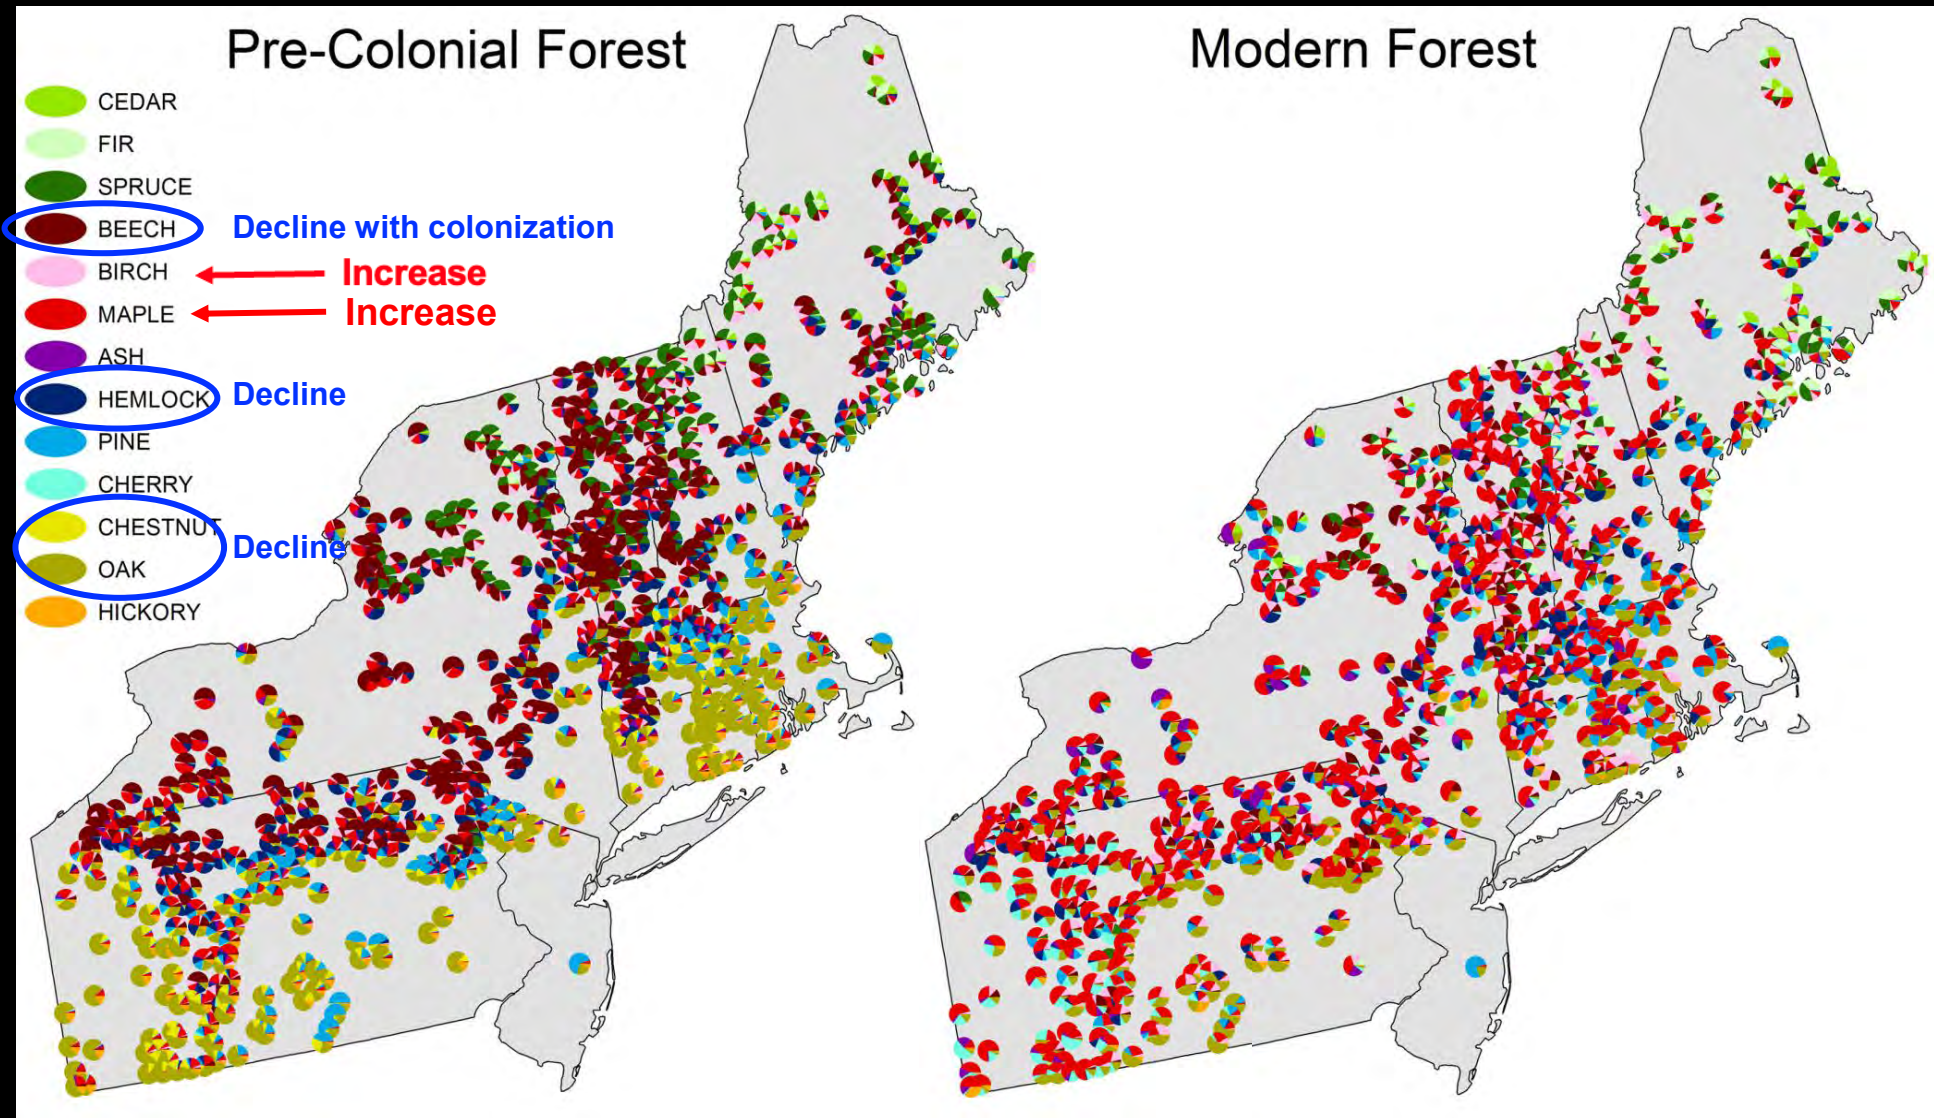 Pre-Colonial Forest
Modern Forest
CEDAR
FIR
SPRUCE
BEECH Decline with colonization
BIRCH Increase
MAPLE Increase
ASH
HEMLOCK Decline
PINE
CHERRY
CHESTNUT
Decline
OAK
HICKORY